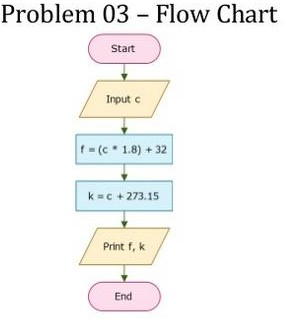 Problem 03 – Flow Chart
Start
Input c
f = (c * 1.8) + 32
k = c + 273.15
Print f, k
End